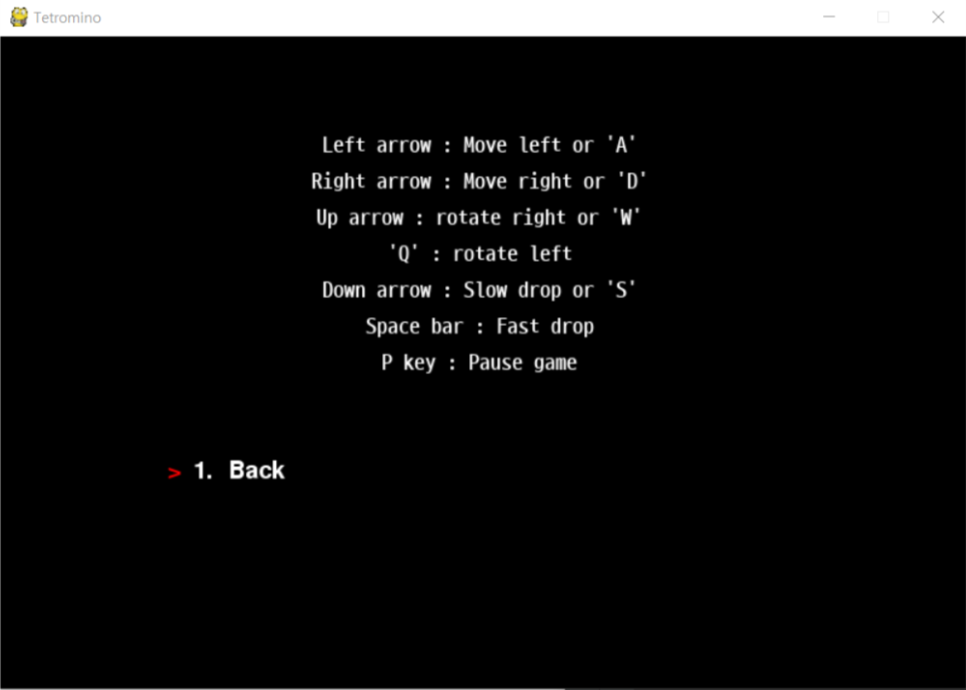 Tetromino
Left arrow : Move left or 'A'
Right arrow : Move right or 'D'
Up arrow : rotate right or 'W'
'Q' : rotate left
Down arrow : Slow drop or 'S'
Space bar : Fast drop
P key : Pause game
> 1. Back